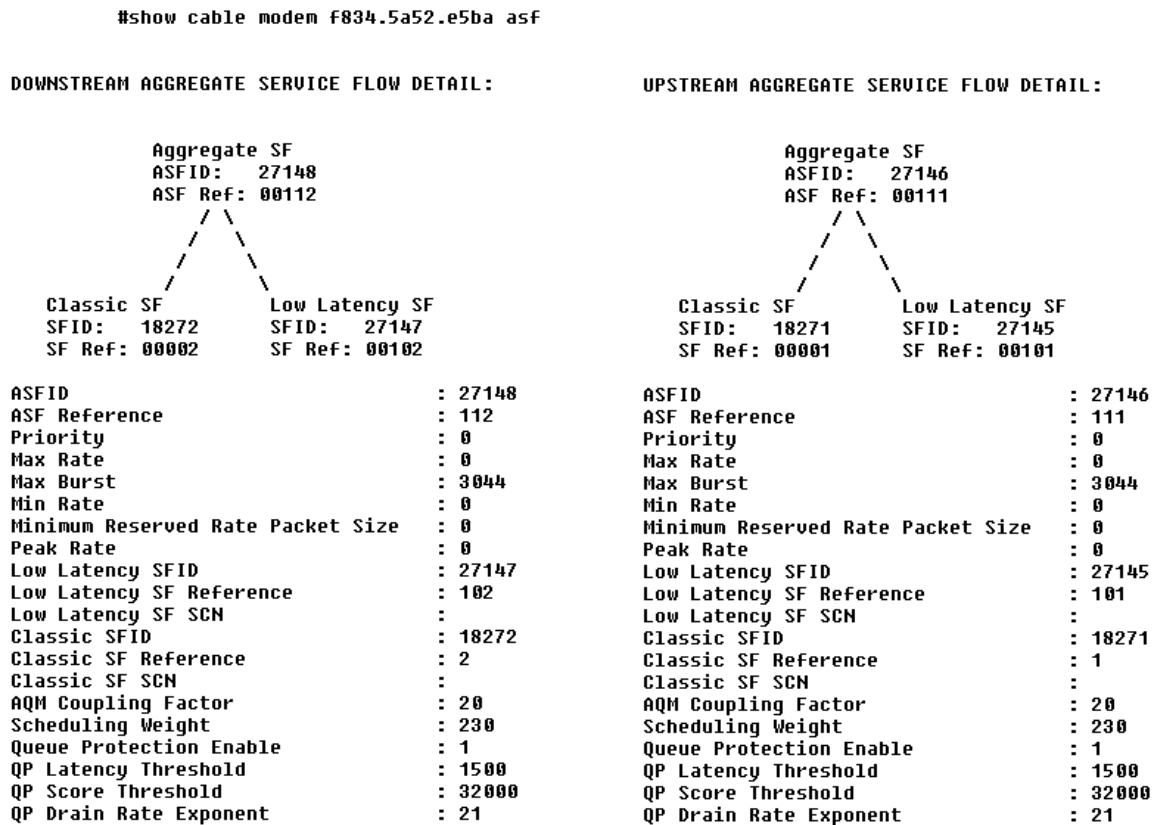 #show cable modem f834.5a52.e5ba asf
DOWNSTREAM AGGREGATE SERVICE FLOW DETAIL:
Aggregate SF
ASFID: 27148
ASF Ref: 00112
Classic SF Low Latency SF
SFID: 18272 SFID: 27147
SF Ref: 00002 SF Ref: 00102
ASFID : 27148
ASF Reference : 112
Priority : 0
Max Rate : 0
Max Burst : 3044
Min Rate : 0
Minimum Reserved Rate Packet Size : 0
Peak Rate : 0
Low Latency SFID : 27147
Low Latency SF Reference : 102
Low Latency SF SCN :
Classic SFID : 18272
Classic SF Reference : 2
Classic SF SCN :
AQM Coupling Factor : 20
Scheduling Weight : 230
Queue Protection Enable : 1
QP Latency Threshold : 1500
QP Score Threshold : 32000
QP Drain Rate Exponent : 21
UPSTREAM AGGREGATE SERVICE FLOW DETAIL:
Aggregate SF
ASFID: 27146
ASF Ref: 00111
Classic SF Low Latency SF
SFID: 18271 SFID: 27145
SF Ref: 00001 SF Ref: 00101
ASFID : 27146
ASF Reference : 111
Priority : 0
Max Rate : 0
Max Burst : 3044
Min Rate : 0
Minimum Reserved Rate Packet Size : 0
Peak Rate : 0
Low Latency SFID : 27145
Low Latency SF Reference : 101
Low Latency SF SCN :
Classic SFID : 18271
Classic SF Reference : 1
Classic SF SCN :
AQM Coupling Factor : 20
Scheduling Weight : 230
Queue Protection Enable : 1
QP Latency Threshold : 1500
QP Score Threshold : 32000
QP Drain Rate Exponent : 21